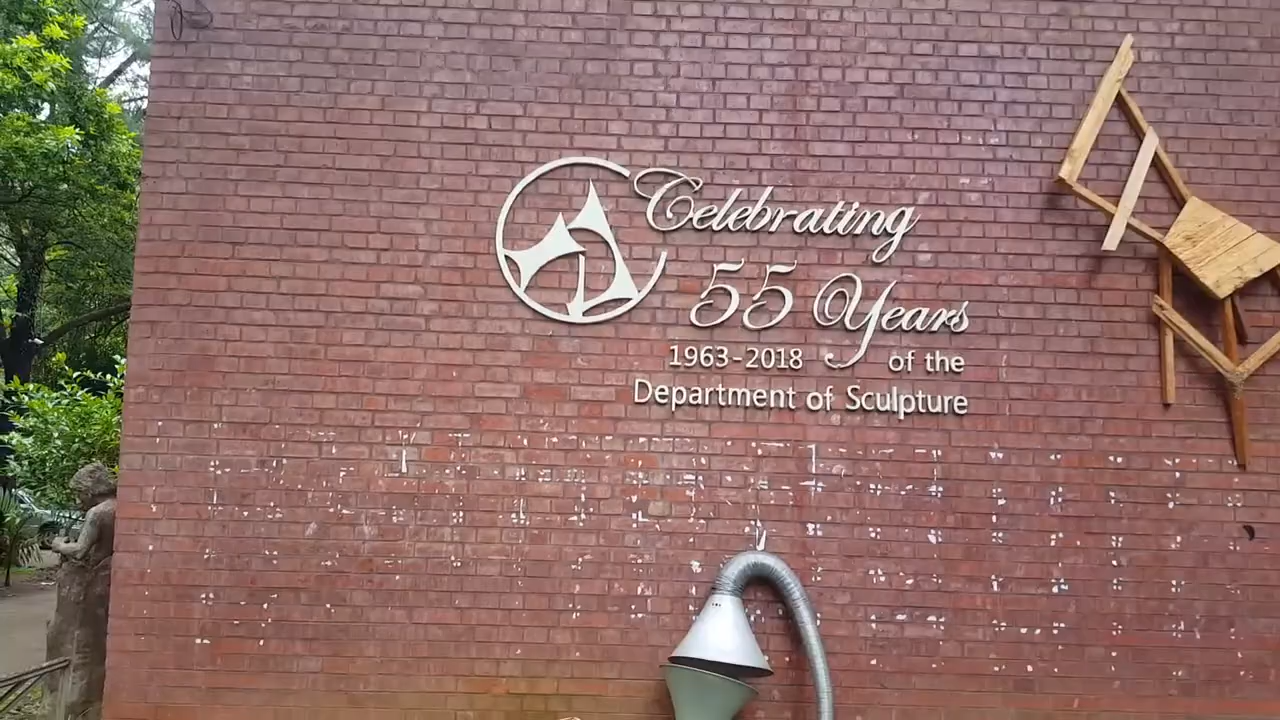 Celebrating
55 Years
1963-2018 of the
Department of Sculpture